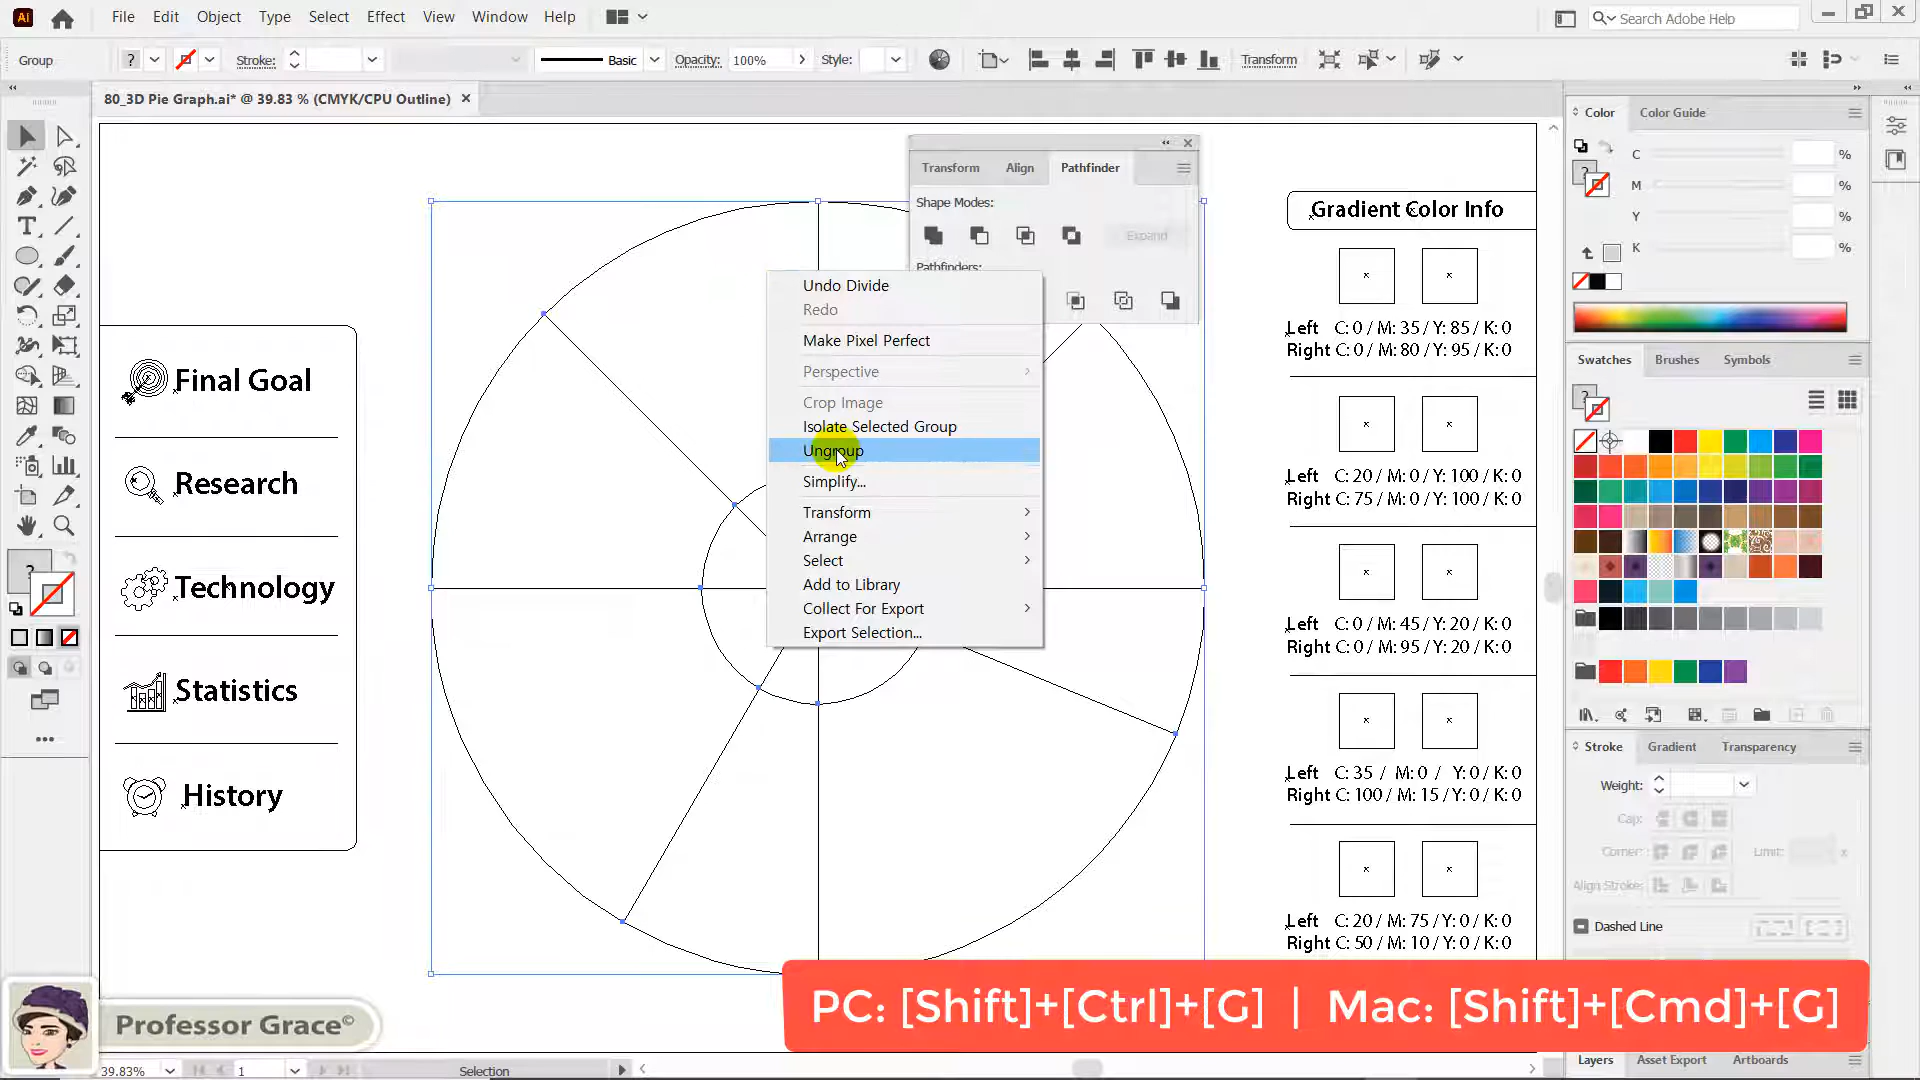 Ai File Edit Object Type Select Effect View Window Help Search Adobe Help
Group ? Stroke: Basic Opacity: 100% Style: Transform
80_3D Pie Graph.ai* @ 39.83 % (CMYK/CPU Outline)
Transform Align Pathfinder
Shape Modes:
Expand
Pathfinders:
Undo Divide
Redo
Make Pixel Perfect
Perspective
Crop Image
Isolate Selected Group
Ungroup
Simplify...
Transform
Arrange
Select
Add to Library
Collect For Export
Export Selection...
Final Goal
Research
Technology
Statistics
History
Gradient Color Info
Left C: 0 / M: 35 / Y: 85 / K: 0
Right C: 0 / M: 80 / Y: 95 / K: 0
Left C: 20 / M: 0 / Y: 100 / K: 0
Right C: 75 / M: 0 / Y: 100 / K: 0
Left C: 0 / M: 45 / Y: 20 / K: 0
Right C: 0 / M: 95 / Y: 20 / K: 0
Left C: 35 / M: 0 / Y: 0 / K: 0
Right C: 100 / M: 15 / Y: 0 / K: 0
Left C: 20 / M: 75 / Y: 0 / K: 0
Right C: 50 / M: 10 / Y: 0 / K: 0
Color Color Guide
C %
M %
Y %
K %
Swatches Brushes Symbols
Stroke Gradient Transparency
Weight:
Cap:
Corner: Limit: x
Align Stroke:
Dashed Line
Layers Asset Export Artboards
PC: [Shift]+[Ctrl]+[G] | Mac: [Shift]+[Cmd]+[G]
Professor Grace©
39.83% 1 Selection